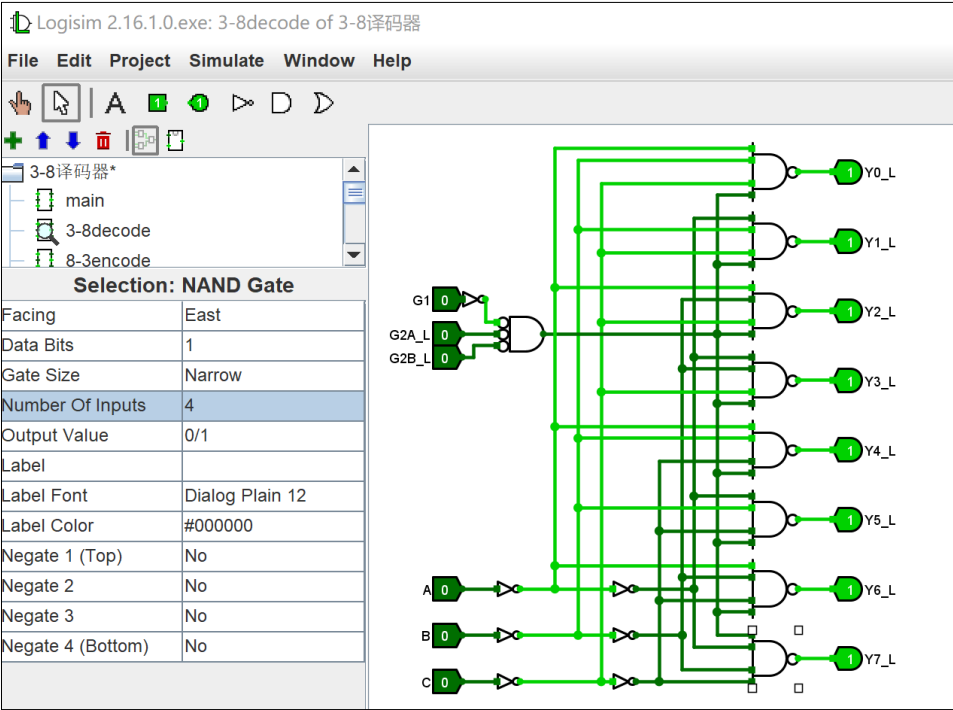 Logisim 2.16.1.0.exe: 3-8decode of 3-8译码器
File Edit Project Simulate Window Help
A 1 1
3-8译码器*
main
3-8decode
8-3encode
Selection: NAND Gate
Facing East
Data Bits 1
Gate Size Narrow
Number Of Inputs 4
Output Value 0/1
Label
Label Font Dialog Plain 12
Label Color #000000
Negate 1 (Top) No
Negate 2 No
Negate 3 No
Negate 4 (Bottom) No
1 Y0_L
1 Y1_L
1 Y2_L
G1 0
G2A_L 0
G2B_L 0
1 Y3_L
1 Y4_L
1 Y5_L
A 0
1 Y6_L
B 0
1 Y7_L
C 0